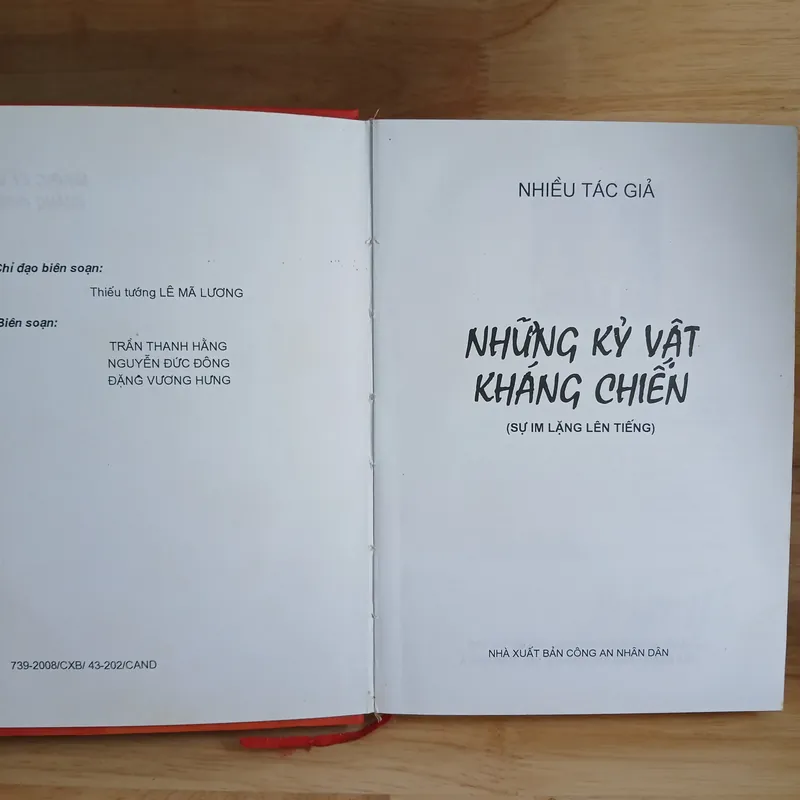 Chỉ đạo biên soạn:
Thiếu tướng LÊ MÃ LƯƠNG
Biên soạn:
TRẦN THANH HẰNG
NGUYỄN ĐỨC ĐÔNG
ĐẶNG VƯƠNG HƯNG
739-2008/CXB/ 43-202/CAND
NHIỀU TÁC GIẢ
NHỮNG KỶ VẬT
KHÁNG CHIẾN
(SỰ IM LẶNG LÊN TIẾNG)
NHÀ XUẤT BẢN CÔNG AN NHÂN DÂN